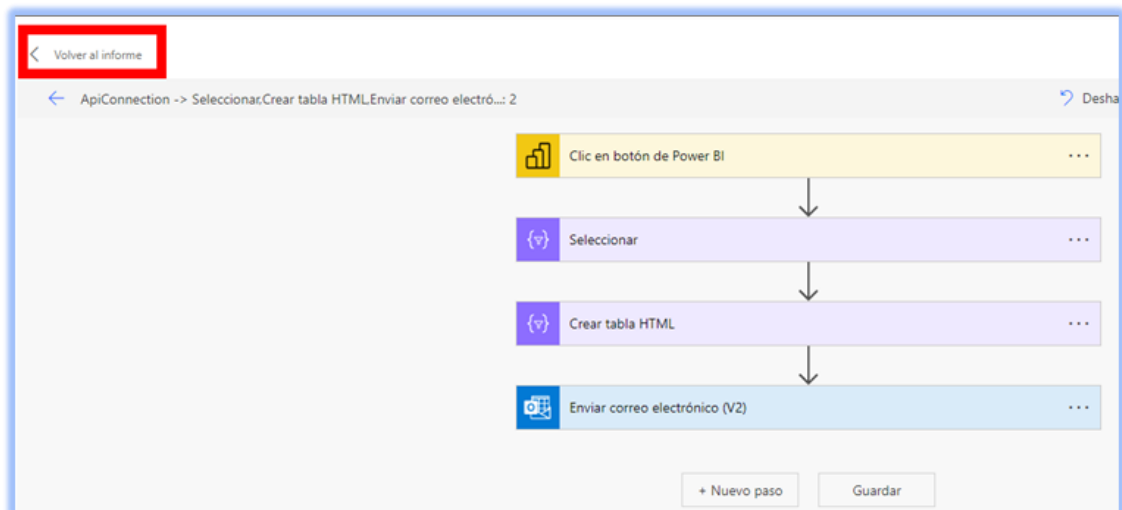 Volver al informe
ApiConnection -> Seleccionar,Crear tabla HTML,Enviar correo electró...: 2
Desha
Clic en botón de Power BI
Seleccionar
Crear tabla HTML
Enviar correo electrónico (V2)
+ Nuevo paso
Guardar